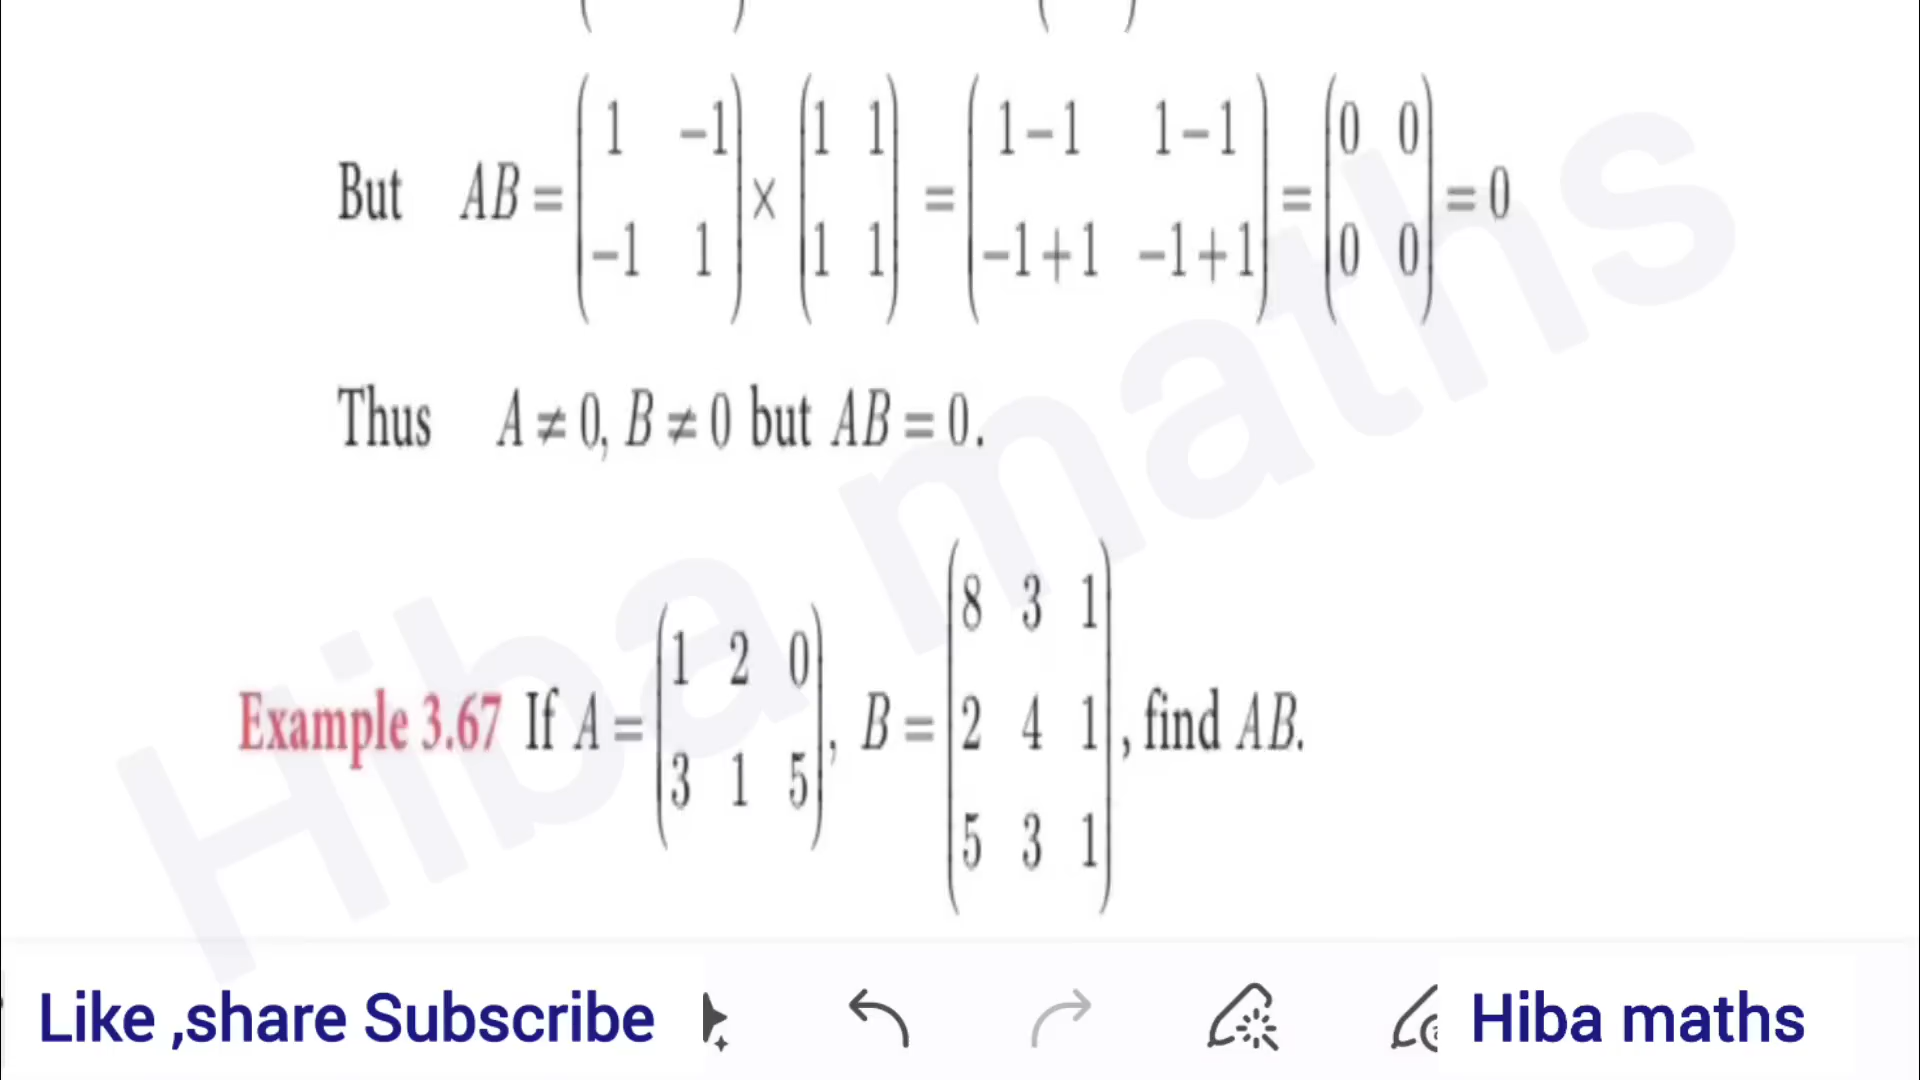 But AB = ( 1 −1 ; −1 1 ) × ( 1 1 ; 1 1 ) = ( 1−1 1−1 ; −1+1 −1+1 ) = ( 0 0 ; 0 0 ) = 0
Thus A ≠ 0, B ≠ 0 but AB = 0.
Example 3.67 If A = ( 1 2 0 ; 3 1 5 ), B = ( 8 3 1 ; 2 4 1 ; 5 3 1 ), find AB.
Hiba maths
Like ,share Subscribe
Hiba maths